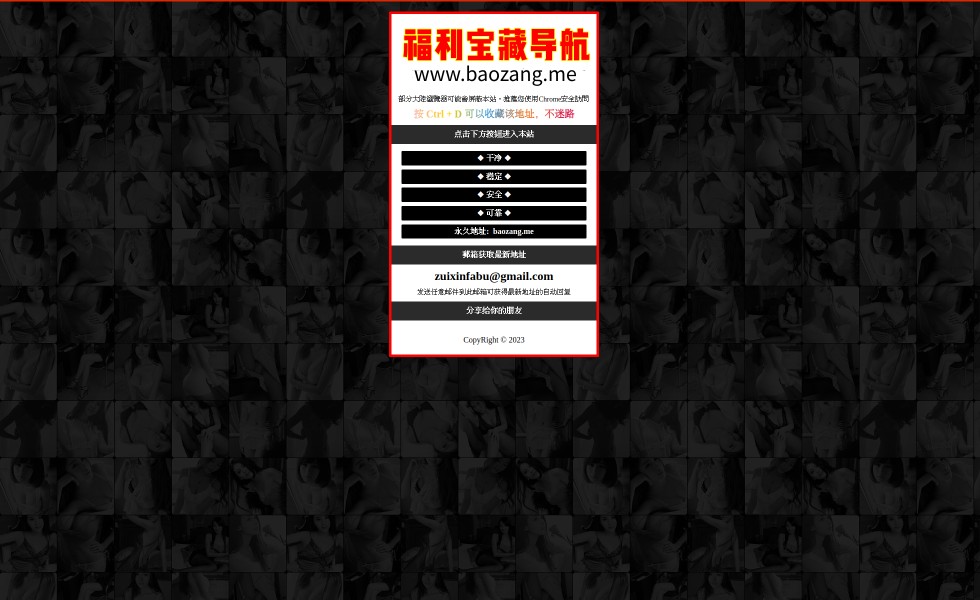 福利宝藏导航
www.baozang.me
部分大陸瀏覽器可能會屏蔽本站，推薦您使用Chrome安全訪問
按 Ctrl + D 可以收藏该地址，不迷路
点击下方按钮进入本站
◆ 干净 ◆
◆ 稳定 ◆
◆ 安全 ◆
◆ 可靠 ◆
永久地址: baozang.me
邮箱获取最新地址
zuixinfabu@gmail.com
发送任意邮件到此邮箱可获得最新地址的自动回复
分享给你的朋友
CopyRight © 2023